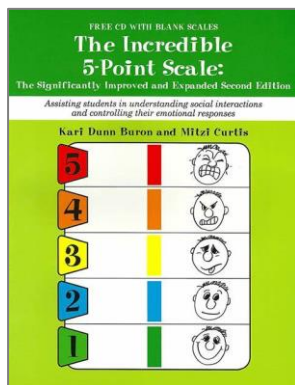 FREE CD WITH BLANK SCALES
The Incredible
5-Point Scale:
The Significantly Improved and Expanded Second Edition
Assisting students in understanding social interactions
and controlling their emotional responses
Kari Dunn Buron and Mitzi Curtis
5
4
3
2
1